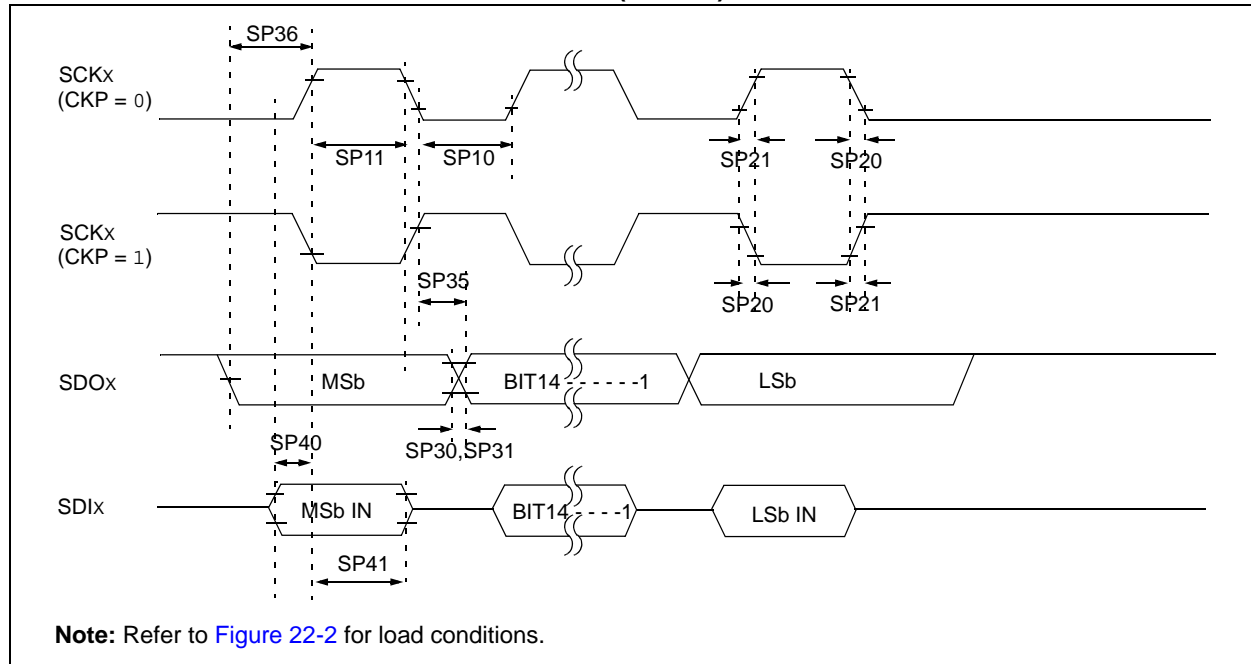 SP36
SCKx
(CKP = 0)
SP11
SP10
SP21
SP20
SCKx
(CKP = 1)
SP35
SP20
SP21
SDOx
MSb
BIT14 - - - - - -1
LSb
SP40
SP30,SP31
SDIx
MSb IN
BIT14 - - - -1
LSb IN
SP41
Note: Refer to Figure 22-2 for load conditions.